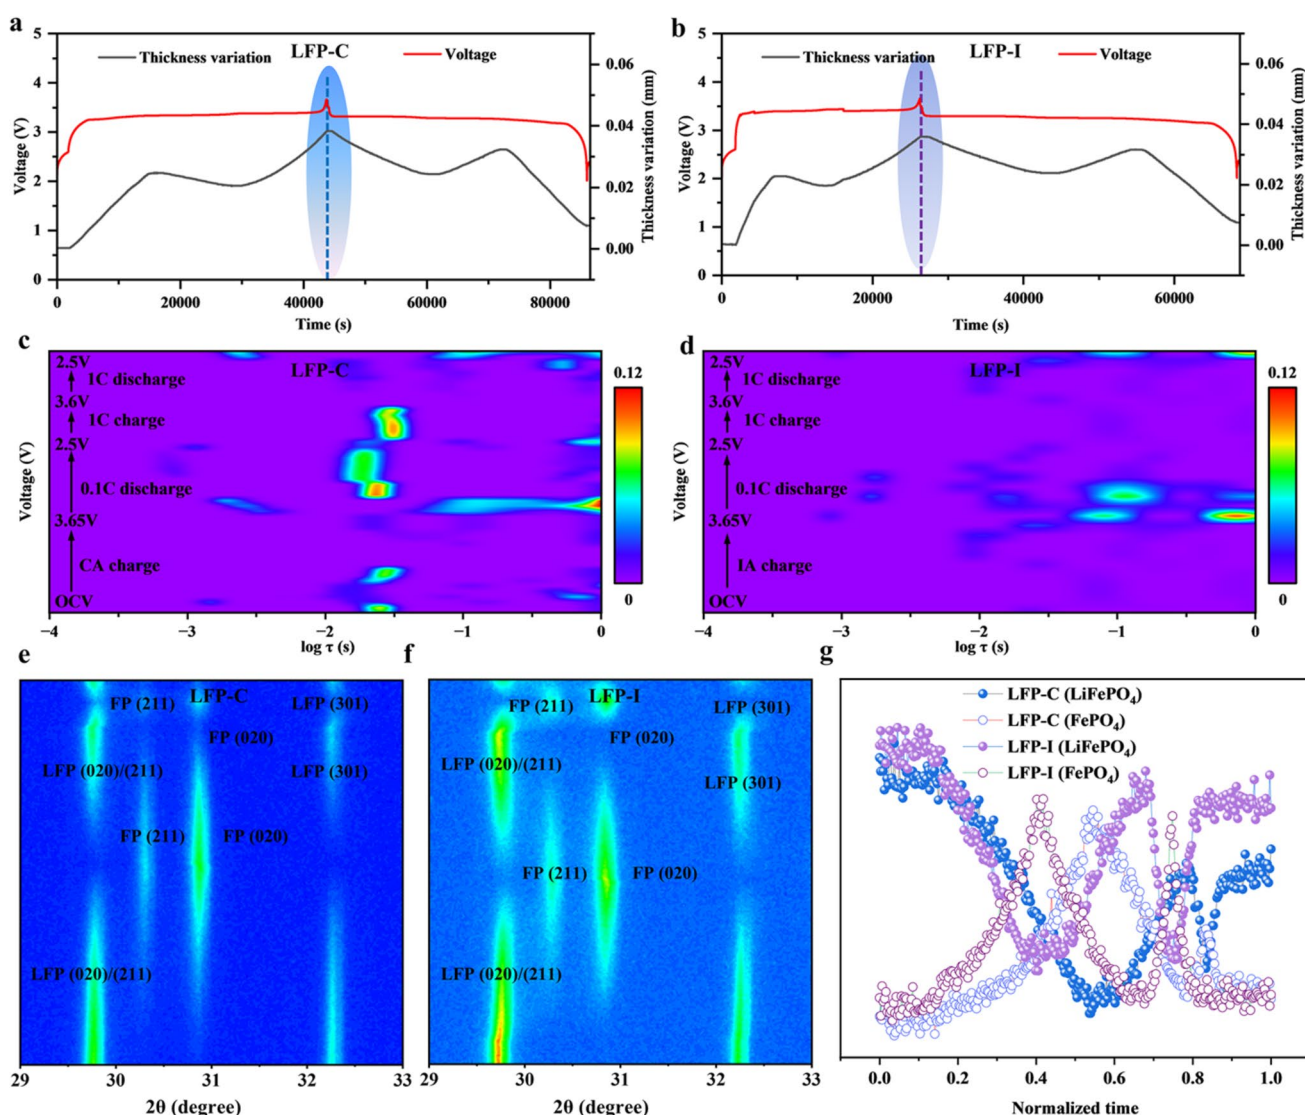 a
Thickness variation
LFP-C
Voltage
5
4
3
2
1
0
Voltage (V)
0.06
0.04
0.02
0.00
Thickness variation (mm)
0
20000
40000
60000
80000
Time (s)
b
Thickness variation
LFP-I
Voltage
5
4
3
2
1
0
Voltage (V)
0.06
0.04
0.02
0.00
Thickness variation (mm)
0
20000
40000
60000
Time (s)
c
LFP-C
2.5V
1C discharge
3.6V
1C charge
2.5V
0.1C discharge
3.65V
CA charge
OCV
Voltage (V)
−4
−3
−2
−1
0
log τ (s)
0.12
0
d
LFP-I
2.5V
1C discharge
3.6V
1C charge
2.5V
0.1C discharge
3.65V
IA charge
OCV
Voltage (V)
−4
−3
−2
−1
0
log τ (s)
0.12
0
e
LFP-C
FP (211)
LFP (301)
FP (020)
LFP (020)/(211)
LFP (301)
FP (211)
FP (020)
LFP (020)/(211)
29
30
31
32
33
2θ (degree)
f
LFP-I
FP (211)
LFP (301)
FP (020)
LFP (020)/(211)
LFP (301)
FP (211)
FP (020)
LFP (020)/(211)
29
30
31
32
33
2θ (degree)
g
LFP-C (LiFePO₄)
LFP-C (FePO₄)
LFP-I (LiFePO₄)
LFP-I (FePO₄)
0.0
0.2
0.4
0.6
0.8
1.0
Normalized time